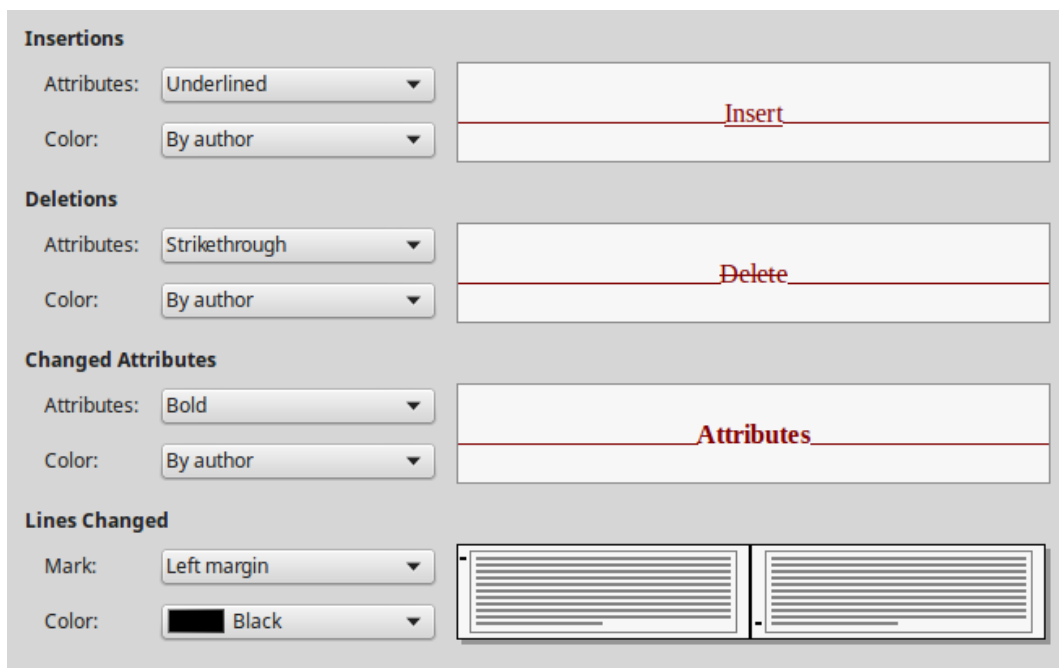 Insertions
Attributes: Underlined
Insert
Color: By author
Deletions
Attributes: Strikethrough
Delete
Color: By author
Changed Attributes
Attributes: Bold
Attributes
Color: By author
Lines Changed
Mark: Left margin
Color: Black